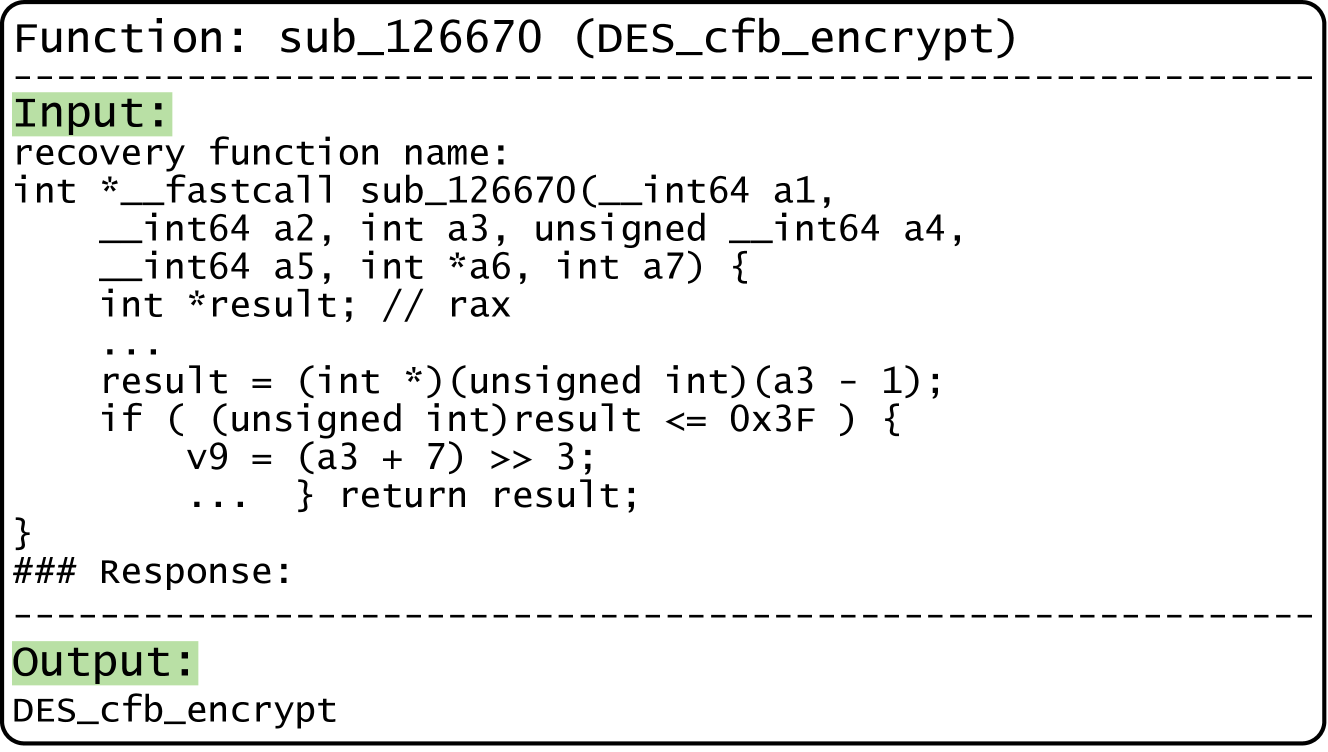 Function: sub_126670 (DES_cfb_encrypt)
------------------------------------------------------------
Input:
recovery function name:
int *__fastcall sub_126670(__int64 a1,
    __int64 a2, int a3, unsigned __int64 a4,
    __int64 a5, int *a6, int a7) {
    int *result; // rax
    ...
    result = (int *)(unsigned int)(a3 - 1);
    if ( (unsigned int)result <= 0x3F ) {
        v9 = (a3 + 7) >> 3;
        ...  } return result;
}
### Response:
------------------------------------------------------------
Output:
DES_cfb_encrypt